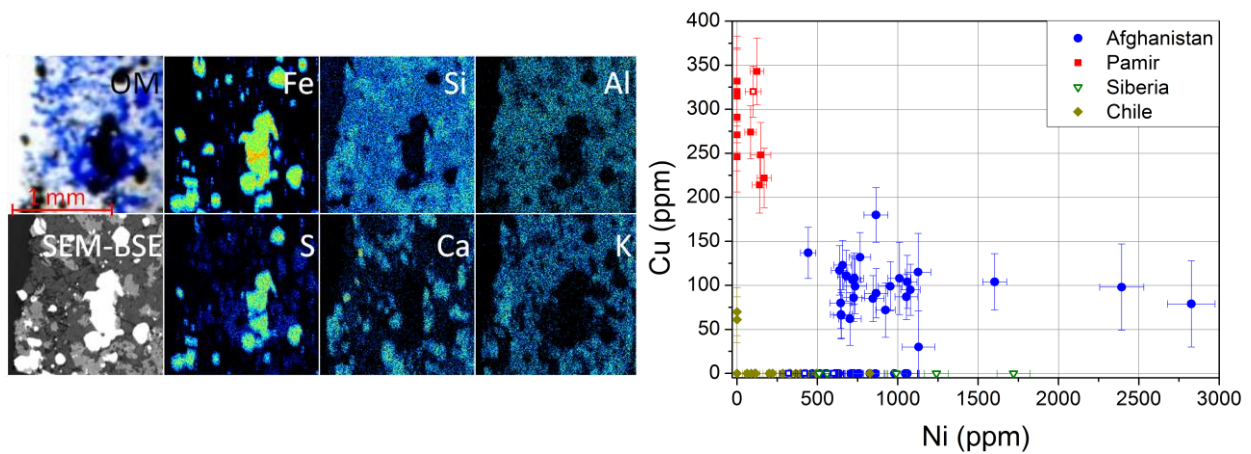 OM
Fe
Si
Al
1 mm
SEM-BSE
S
Ca
K
Cu (ppm)
400
350
300
250
200
150
100
50
0
Afghanistan
Pamir
Siberia
Chile
0 500 1000 1500 2000 2500 3000
Ni (ppm)